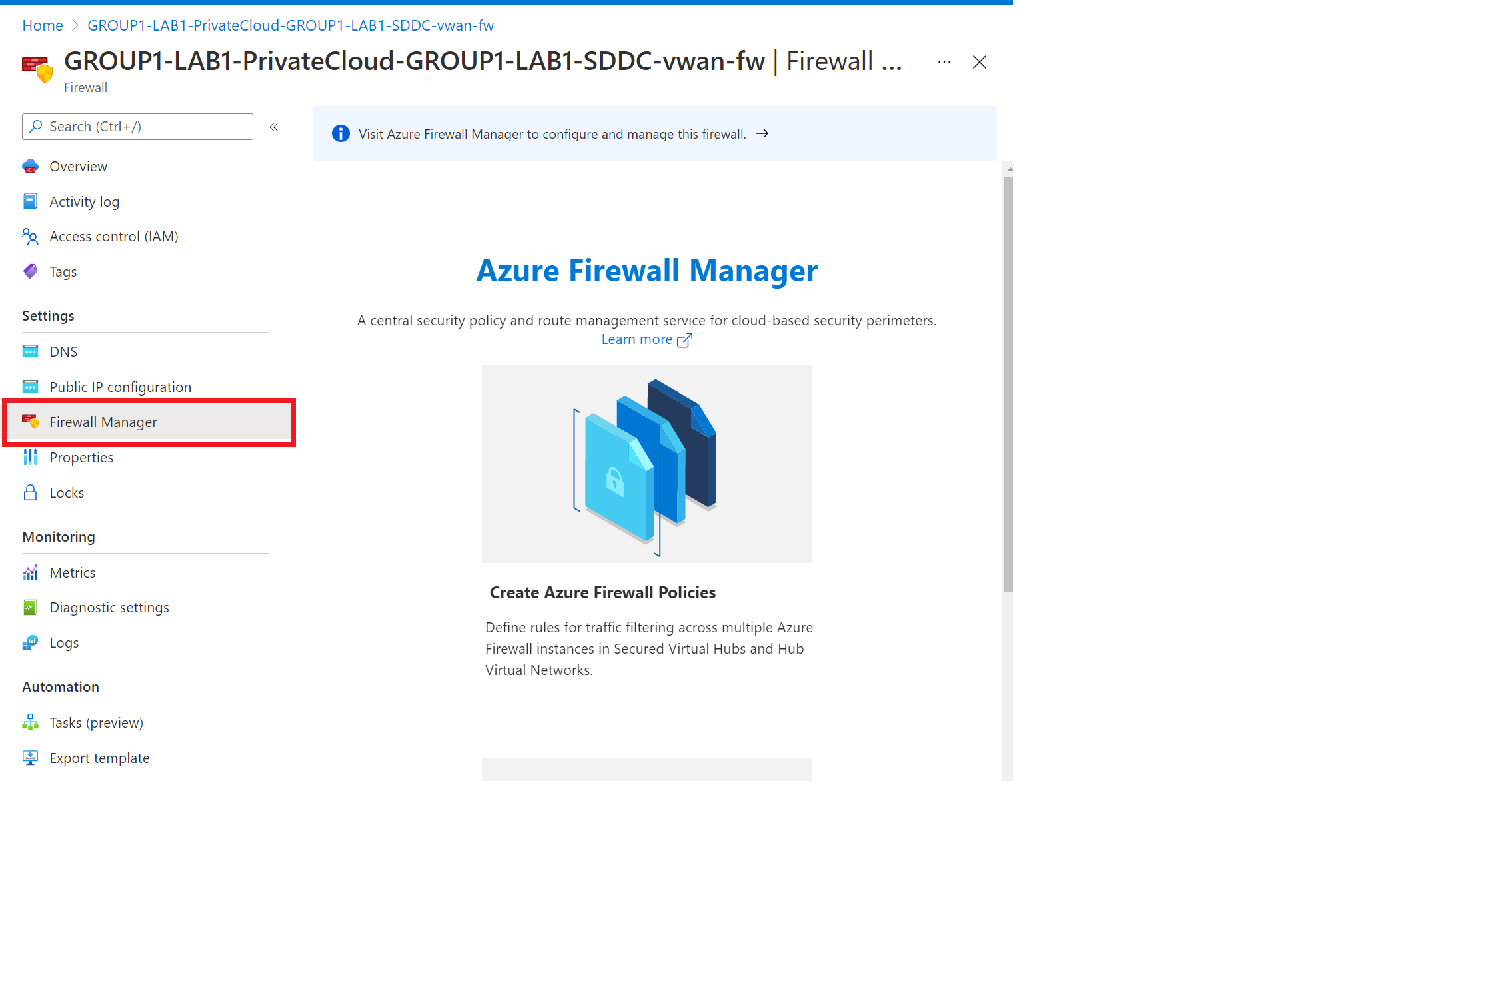 Home > GROUP1-LAB1-PrivateCloud-GROUP1-LAB1-SDDC-vwan-fw
GROUP1-LAB1-PrivateCloud-GROUP1-LAB1-SDDC-vwan-fw | Firewall ...
Firewall
Search (Ctrl+/)
Visit Azure Firewall Manager to configure and manage this firewall. →
Overview
Activity log
Access control (IAM)
Tags
Settings
DNS
Public IP configuration
Firewall Manager
Properties
Locks
Monitoring
Metrics
Diagnostic settings
Logs
Automation
Tasks (preview)
Export template
Azure Firewall Manager
A central security policy and route management service for cloud-based security perimeters.
Learn more
Create Azure Firewall Policies
Define rules for traffic filtering across multiple Azure
Firewall instances in Secured Virtual Hubs and Hub
Virtual Networks.